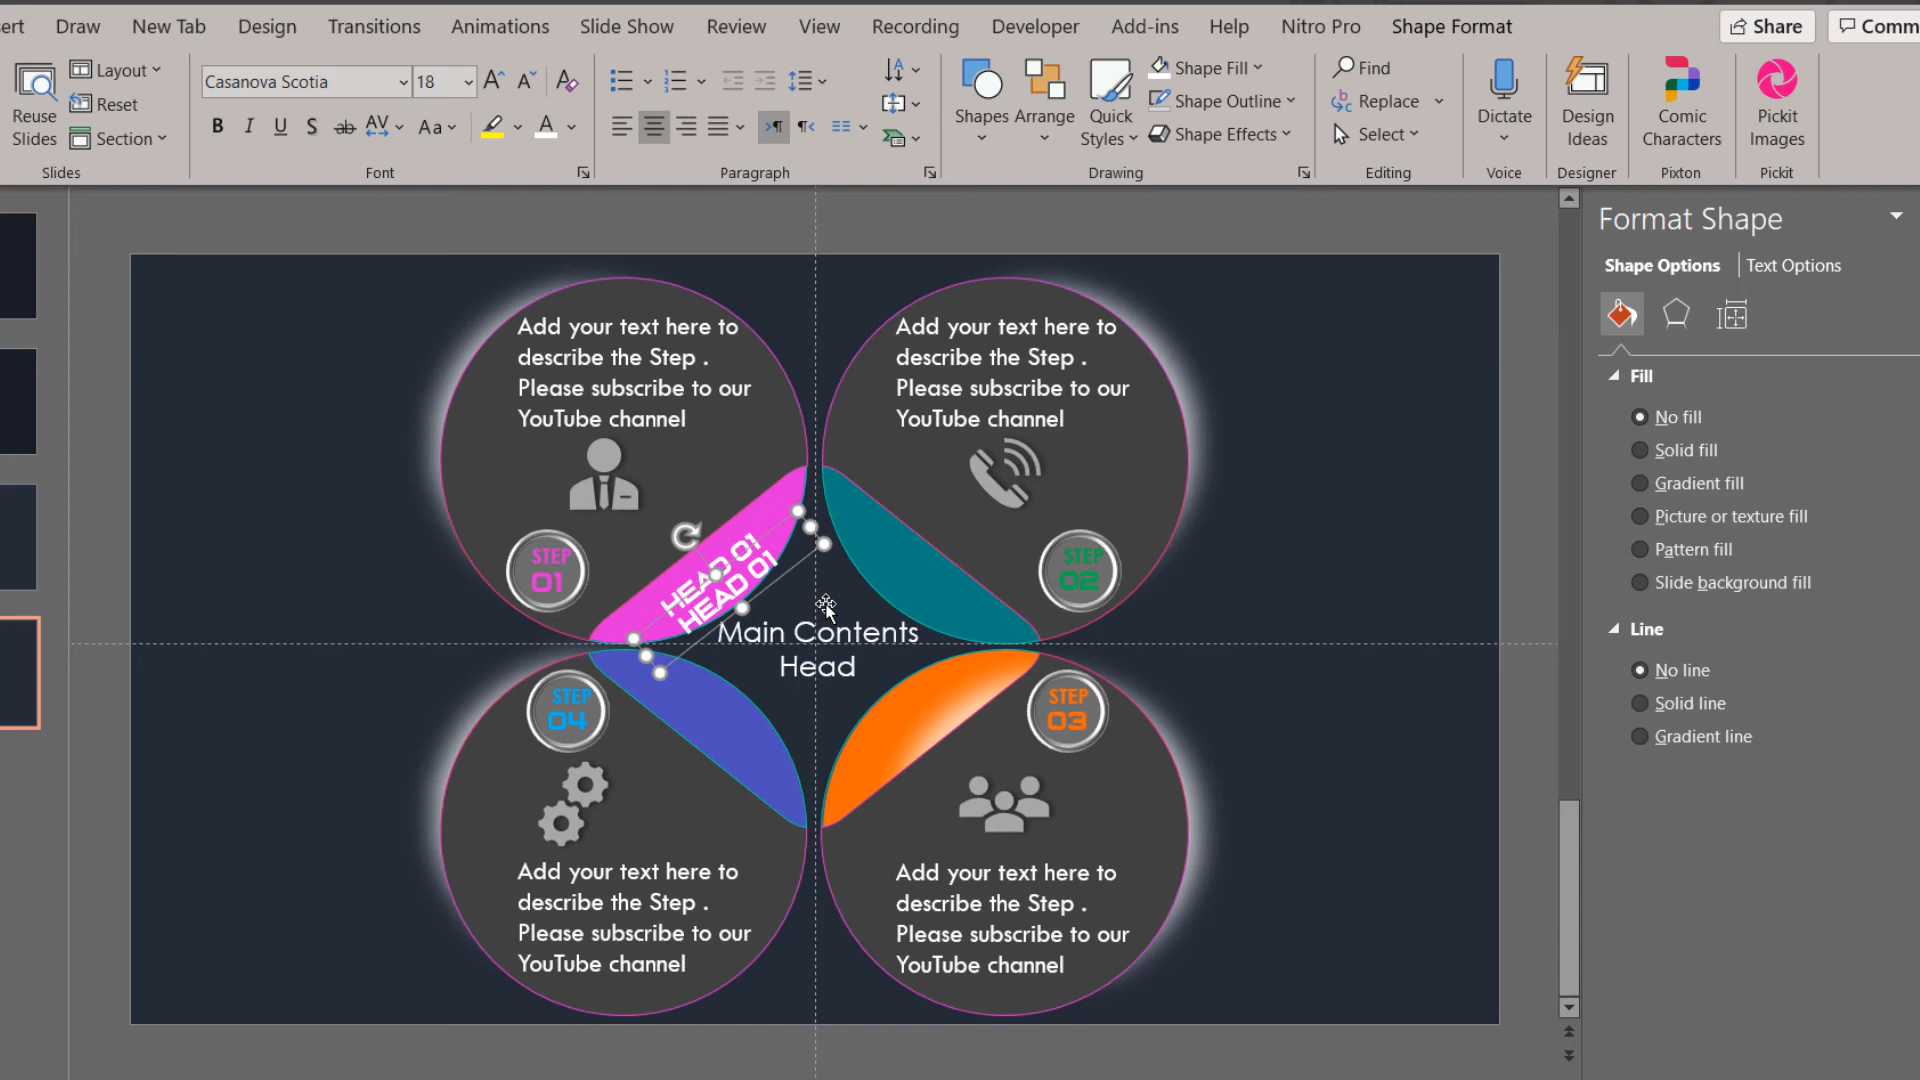 ert Draw New Tab Design Transitions Animations Slide Show Review View Recording Developer Add-ins Help Nitro Pro Shape Format Share Comm
Reuse
Slides
Layout
Reset
Section
Slides
Casanova Scotia 18
Font
Paragraph
Shapes
Arrange
Quick
Styles
Shape Fill
Shape Outline
Shape Effects
Drawing
Find
Replace
Select
Editing
Dictate
Voice
Design
Ideas
Designer
Comic
Characters
Pixton
Pickit
Images
Pickit
Add your text here to
describe the Step .
Please subscribe to our
YouTube channel
STEP
01
HEAD 01
HEAD 01
Add your text here to
describe the Step .
Please subscribe to our
YouTube channel
STEP
02
Main Contents
Head
STEP
04
Add your text here to
describe the Step .
Please subscribe to our
YouTube channel
STEP
03
Add your text here to
describe the Step .
Please subscribe to our
YouTube channel
Format Shape
Shape Options Text Options
Fill
No fill
Solid fill
Gradient fill
Picture or texture fill
Pattern fill
Slide background fill
Line
No line
Solid line
Gradient line